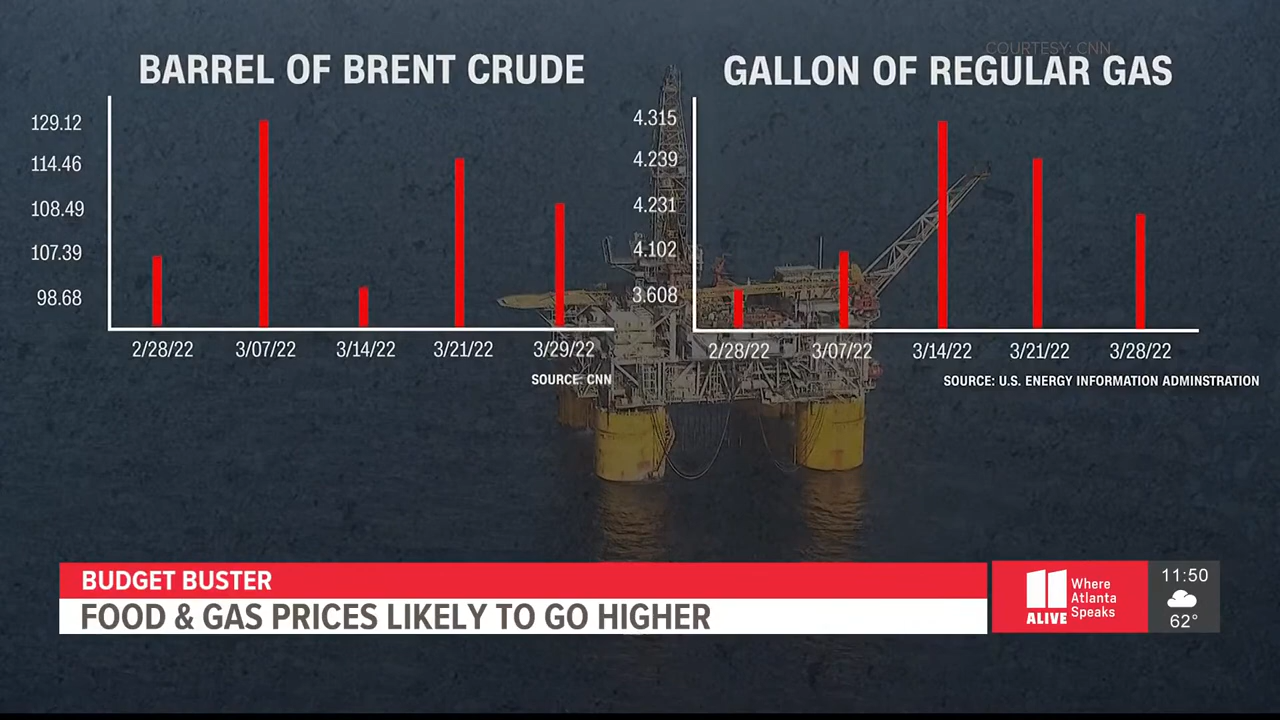 COURTESY: CNN
BARREL OF BRENT CRUDE
129.12
114.46
108.49
107.39
98.68
2/28/22 3/07/22 3/14/22 3/21/22 3/29/22
SOURCE: CNN
GALLON OF REGULAR GAS
4.315
4.239
4.231
4.102
3.608
2/28/22 3/07/22 3/14/22 3/21/22 3/28/22
SOURCE: U.S. ENERGY INFORMATION ADMINSTRATION
BUDGET BUSTER
FOOD & GAS PRICES LIKELY TO GO HIGHER
11
ALIVE
Where
Atlanta
Speaks
11:50
62°